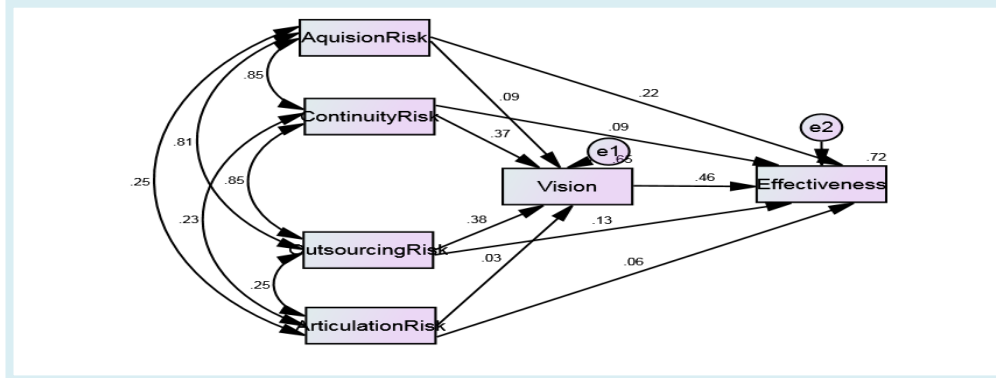 AquisionRisk
.85
.09
.22
ContinuityRisk
.09
e2
.37
e1
.65
.72
.81
.25
.85
Vision
.46
Effectiveness
.23
.38
.13
utsourcingRisk
.03
.06
.25
ArticulationRisk